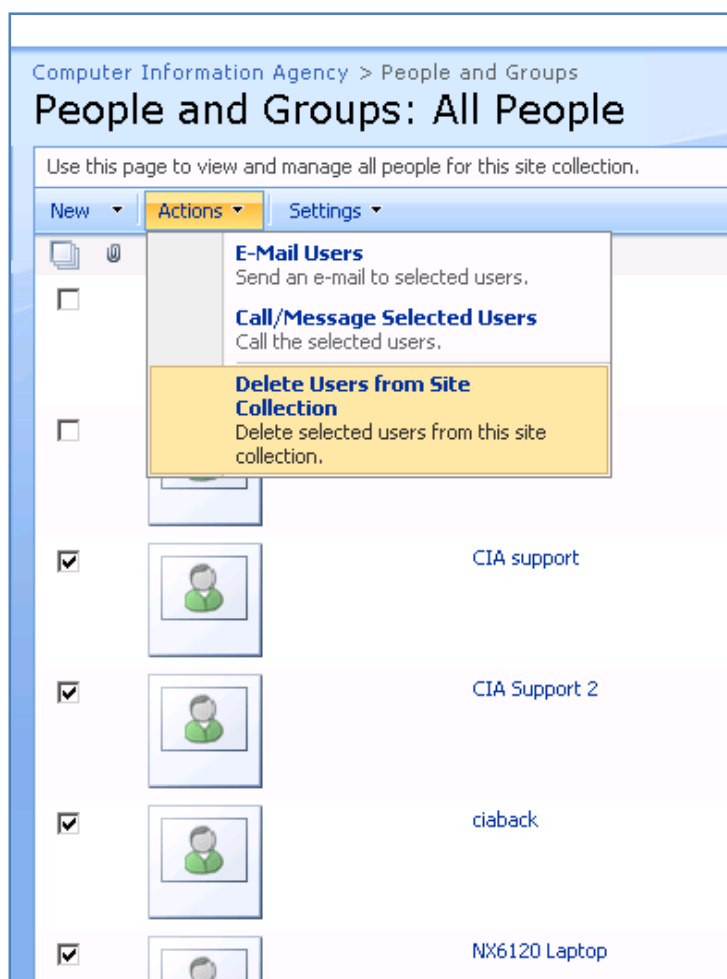 Computer Information Agency > People and Groups
People and Groups: All People
Use this page to view and manage all people for this site collection.
New Actions Settings
E-Mail Users
Send an e-mail to selected users.
Call/Message Selected Users
Call the selected users.
Delete Users from Site
Collection
Delete selected users from this site
collection.
CIA support
CIA Support 2
ciaback
NX6120 Laptop